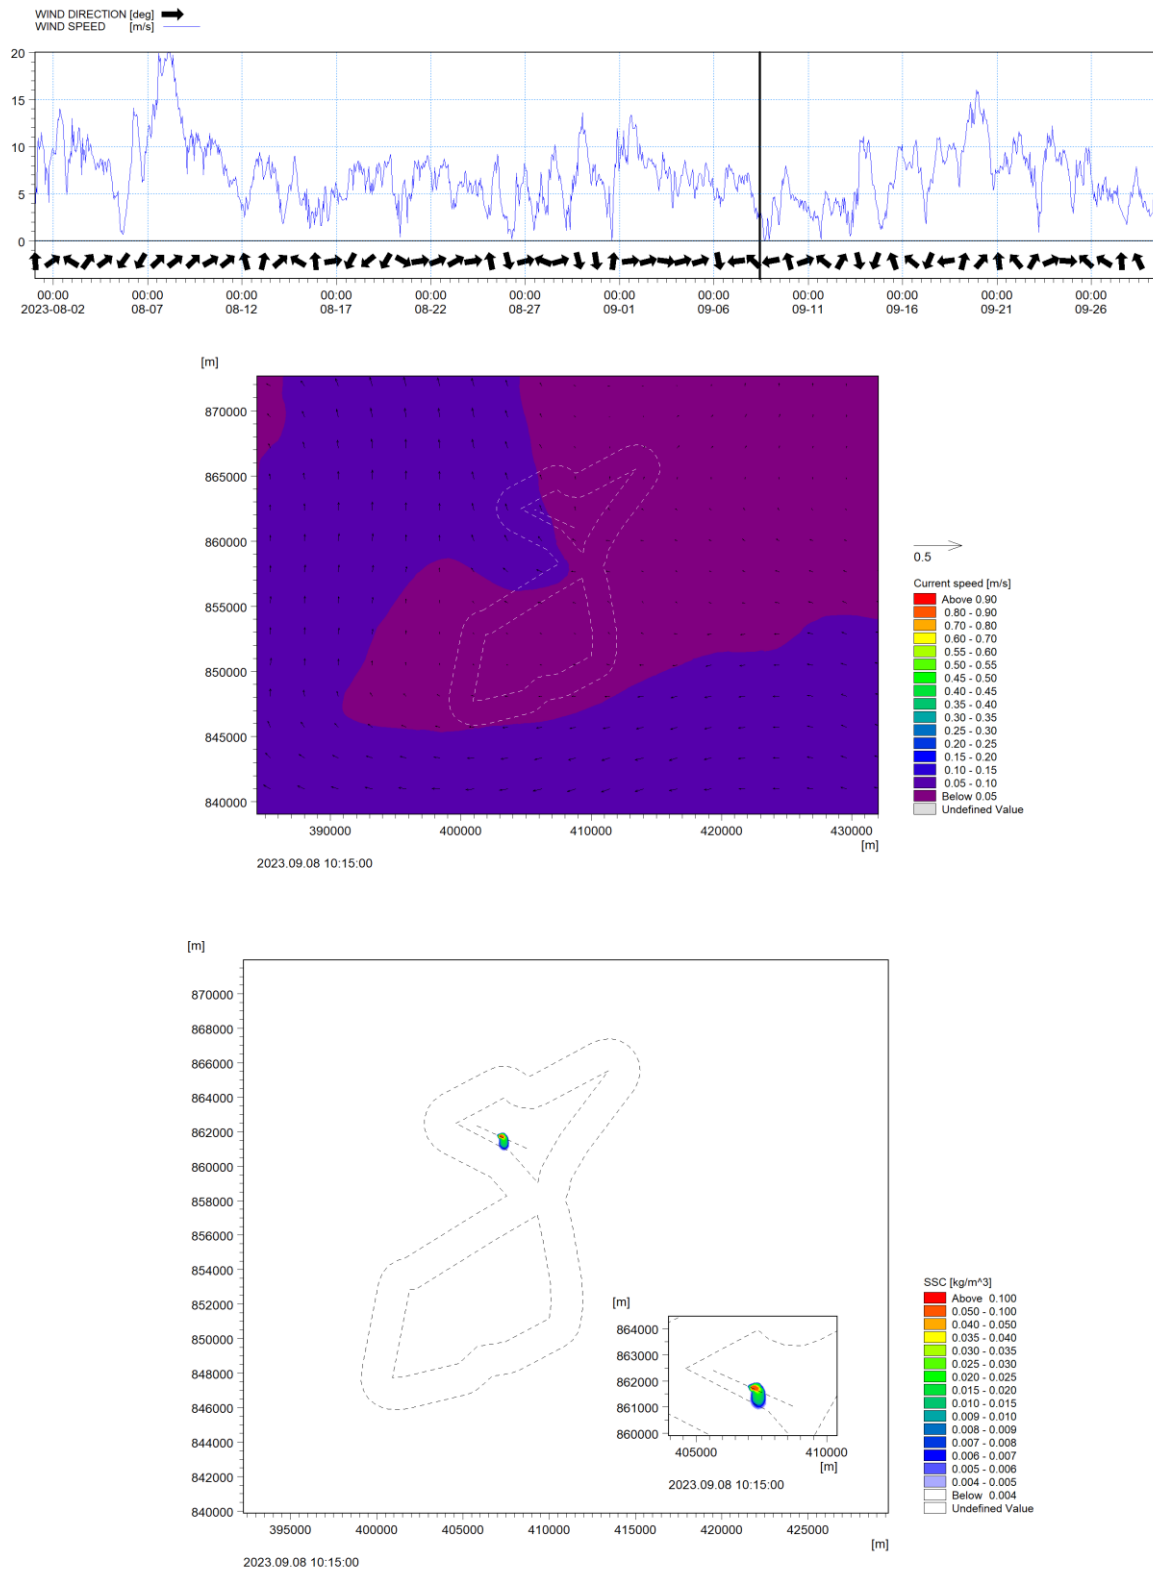 WIND DIRECTION [deg]
WIND SPEED [m/s]
20
15
10
5
0
00:00 00:00 00:00 00:00 00:00 00:00 00:00 00:00 00:00 00:00 00:00 00:00
2023-08-02 08-07 08-12 08-17 08-22 08-27 09-01 09-06 09-11 09-16 09-21 09-26
[m]
870000
865000
860000
855000
850000
845000
840000
390000 400000 410000 420000 430000
[m]
2023.09.08 10:15:00
0.5
Current speed [m/s]
Above 0.90
0.80 - 0.90
0.70 - 0.80
0.60 - 0.70
0.55 - 0.60
0.50 - 0.55
0.45 - 0.50
0.40 - 0.45
0.35 - 0.40
0.30 - 0.35
0.25 - 0.30
0.20 - 0.25
0.15 - 0.20
0.10 - 0.15
0.05 - 0.10
Below 0.05
Undefined Value
[m]
870000
868000
866000
864000
862000
860000
858000
856000
854000
852000
850000
848000
846000
844000
842000
840000
395000 400000 405000 410000 415000 420000 425000
[m]
2023.09.08 10:15:00
[m]
864000
863000
862000
861000
860000
405000 410000
[m]
2023.09.08 10:15:00
SSC [kg/m^3]
Above 0.100
0.050 - 0.100
0.040 - 0.050
0.035 - 0.040
0.030 - 0.035
0.025 - 0.030
0.020 - 0.025
0.015 - 0.020
0.010 - 0.015
0.009 - 0.010
0.008 - 0.009
0.007 - 0.008
0.006 - 0.007
0.005 - 0.006
0.004 - 0.005
Below 0.004
Undefined Value